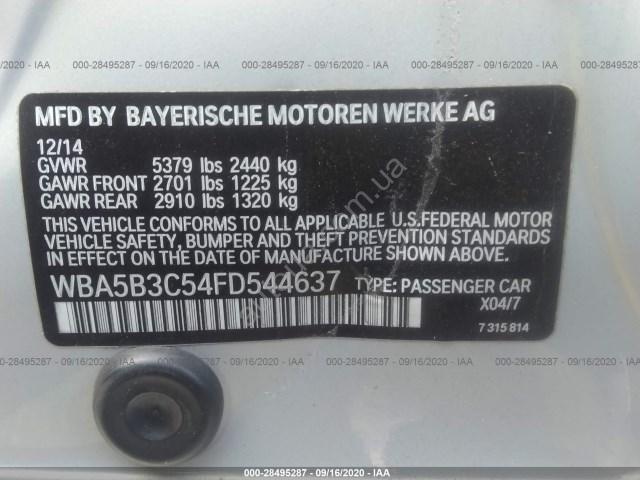 000-28495287 - 09/16/2020 - IAA
MFD BY BAYERISCHE MOTOREN WERKE AG
12/14
GVWR 5379 lbs 2440 kg
GAWR FRONT 2701 lbs 1225 kg
GAWR REAR 2910 lbs 1320 kg
THIS VEHICLE CONFORMS TO ALL APPLICABLE U.S.FEDERAL MOTOR
VEHICLE SAFETY, BUMPER AND THEFT PREVENTION STANDARDS
IN EFFECT ON THE DATE OF MANUFACTURE SHOWN ABOVE.
WBA5B3C54FD544637 TYPE: PASSENGER CAR
X04/7
7 315 814
000-28495287 - 09/16/2020 - IAA
000-28495287 - 09/16/2020 - IAA